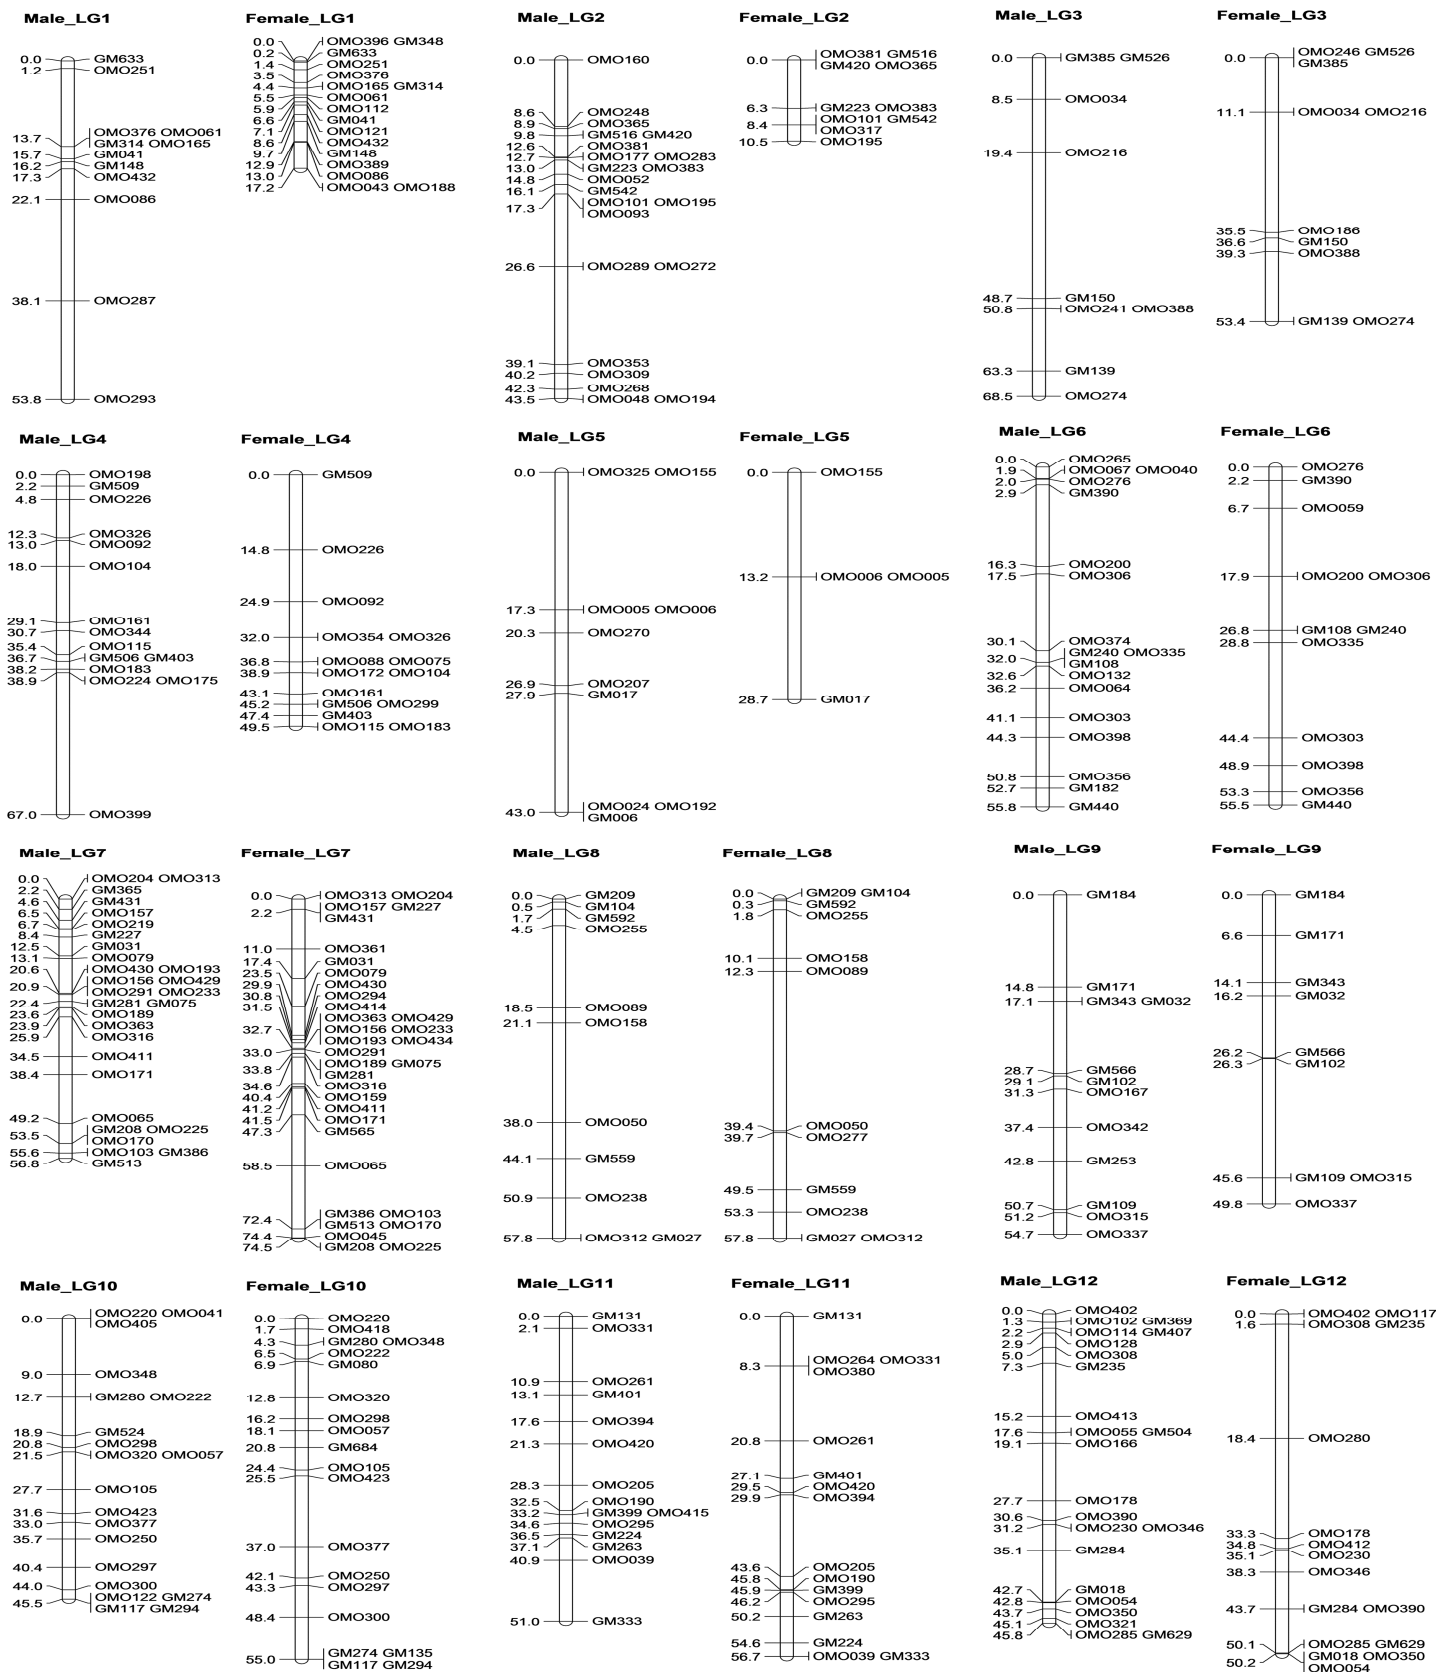 Male_LG1
0.0 GM633
1.2 OMO251
OMO376 OMO061
13.7 GM314 OMO165
15.7 GM041
16.2 GM148
17.3 OMO432
22.1 OMO086
38.1 OMO287
53.8 OMO293
Female_LG1
0.0 OMO396 GM348
0.2 GM633
1.4 OMO251
3.5 OMO376
4.4 OMO165 GM314
5.5 OMO061
5.9 OMO112
6.6 GM041
7.1 OMO121
8.6 OMO432
9.7 GM148
12.9 OMO389
13.0 OMO086
17.2 OMO043 OMO188
Male_LG2
0.0 OMO160
8.6 OMO248
8.9 OMO365
9.8 GM516 GM420
12.6 OMO381
12.7 OMO177 OMO283
13.0 GM223 OMO383
14.8 OMO052
16.1 GM542
17.3 OMO101 OMO195
OMO093
26.6 OMO289 OMO272
39.1 OMO353
40.2 OMO309
42.3 OMO268
43.5 OMO048 OMO194
Female_LG2
0.0 OMO381 GM516
GM420 OMO365
6.3 GM223 OMO383
8.4 OMO101 GM542
OMO317
10.5 OMO195
Male_LG3
0.0 GM385 GM526
8.5 OMO034
19.4 OMO216
48.7 GM150
50.8 OMO241 OMO388
63.3 GM139
68.5 OMO274
Female_LG3
0.0 OMO246 GM526
GM385
11.1 OMO034 OMO216
35.5 OMO186
36.6 GM150
39.3 OMO388
53.4 GM139 OMO274
Male_LG4
0.0 OMO198
2.2 GM509
4.8 OMO226
12.3 OMO326
13.0 OMO092
18.0 OMO104
29.1 OMO161
30.7 OMO344
35.4 OMO115
36.7 GM506 GM403
38.2 OMO183
38.9 OMO224 OMO175
67.0 OMO399
Female_LG4
0.0 GM509
14.8 OMO226
24.9 OMO092
32.0 OMO354 OMO326
36.8 OMO088 OMO075
38.9 OMO172 OMO104
43.1 OMO161
45.2 GM506 OMO299
47.4 GM403
49.5 OMO115 OMO183
Male_LG5
0.0 OMO325 OMO155
17.3 OMO005 OMO006
20.3 OMO270
26.9 OMO207
27.9 GM017
43.0 OMO024 OMO192
GM006
Female_LG5
0.0 OMO155
13.2 OMO006 OMO005
28.7 GM017
Male_LG6
0.0 OMO265
1.9 OMO067 OMO040
2.0 OMO276
2.9 GM390
16.3 OMO200
17.5 OMO306
30.1 OMO374
32.0 GM240 OMO335
GM108
32.6 OMO132
36.2 OMO064
41.1 OMO303
44.3 OMO398
50.8 OMO356
52.7 GM182
55.8 GM440
Female_LG6
0.0 OMO276
2.2 GM390
6.7 OMO059
17.9 OMO200 OMO306
26.8 GM108 GM240
28.8 OMO335
44.4 OMO303
48.9 OMO398
53.3 OMO356
55.5 GM440
Male_LG7
0.0 OMO204 OMO313
2.2 GM365
4.6 GM431
6.5 OMO157
6.7 OMO219
8.4 GM227
12.5 GM031
13.1 OMO079
20.6 OMO430 OMO193
20.9 OMO156 OMO429
OMO291 OMO233
22.4 GM281 GM075
23.6 OMO189
23.9 OMO363
25.9 OMO316
34.5 OMO411
38.4 OMO171
49.2 OMO065
53.5 GM208 OMO225
OMO170
55.6 OMO103 GM386
56.8 GM513
Female_LG7
0.0 OMO313 OMO204
2.2 OMO157 GM227
GM431
11.0 OMO361
17.4 GM031
23.5 OMO079
29.9 OMO430
30.8 OMO294
31.5 OMO414
32.7 OMO363 OMO429
OMO156 OMO233
OMO193 OMO434
33.0 OMO291
33.8 OMO189 GM075
GM281
34.6 OMO316
40.4 OMO159
41.2 OMO411
41.5 OMO171
47.3 GM565
58.5 OMO065
72.4 GM386 OMO103
GM513 OMO170
74.4 OMO045
74.5 GM208 OMO225
Male_LG8
0.0 GM209
0.5 GM104
1.7 GM592
4.5 OMO255
18.5 OMO089
21.1 OMO158
38.0 OMO050
44.1 GM559
50.9 OMO238
57.8 OMO312 GM027
Female_LG8
0.0 GM209 GM104
0.3 GM592
1.8 OMO255
10.1 OMO158
12.3 OMO089
39.4 OMO050
39.7 OMO277
49.5 GM559
53.3 OMO238
57.8 GM027 OMO312
Male_LG9
0.0 GM184
14.8 GM171
17.1 GM343 GM032
28.7 GM566
29.1 GM102
31.3 OMO167
37.4 OMO342
42.8 GM253
50.7 GM109
51.2 OMO315
54.7 OMO337
Female_LG9
0.0 GM184
6.6 GM171
14.1 GM343
16.2 GM032
26.2 GM566
26.3 GM102
45.6 GM109 OMO315
49.8 OMO337
Male_LG10
0.0 OMO220 OMO041
OMO405
9.0 OMO348
12.7 GM280 OMO222
18.9 GM524
20.8 OMO298
21.5 OMO320 OMO057
27.7 OMO105
31.6 OMO423
33.0 OMO377
35.7 OMO250
40.4 OMO297
44.0 OMO300
45.5 OMO122 GM274
GM117 GM294
Female_LG10
0.0 OMO220
1.7 OMO418
4.3 GM280 OMO348
6.5 OMO222
6.9 GM080
12.8 OMO320
16.2 OMO298
18.1 OMO057
20.8 GM684
24.4 OMO105
25.5 OMO423
37.0 OMO377
42.1 OMO250
43.3 OMO297
48.4 OMO300
55.0 GM274 GM135
GM117 GM294
Male_LG11
0.0 GM131
2.1 OMO331
10.9 OMO261
13.1 GM401
17.6 OMO394
21.3 OMO420
28.3 OMO205
32.5 OMO190
33.2 GM399 OMO415
34.6 OMO295
36.5 GM224
37.1 GM263
40.9 OMO039
51.0 GM333
Female_LG11
0.0 GM131
8.3 OMO264 OMO331
OMO380
20.8 OMO261
27.1 GM401
29.5 OMO420
29.9 OMO394
43.6 OMO205
45.8 OMO190
45.9 GM399
46.2 OMO295
50.2 GM263
54.6 GM224
56.7 OMO039 GM333
Male_LG12
0.0 OMO402
1.3 OMO102 GM369
2.2 OMO114 GM407
2.9 OMO128
5.0 OMO308
7.3 GM235
15.2 OMO413
17.6 OMO055 GM504
19.1 OMO166
27.7 OMO178
30.6 OMO390
31.2 OMO230 OMO346
35.1 GM284
42.7 GM018
42.8 OMO054
43.7 OMO350
45.1 OMO321
45.8 OMO285 GM629
Female_LG12
0.0 OMO402 OMO117
1.6 OMO308 GM235
18.4 OMO280
33.3 OMO178
34.8 OMO412
35.1 OMO230
38.3 OMO346
43.7 GM284 OMO390
50.1 OMO285 GM629
50.2 GM018 OMO350
OMO054